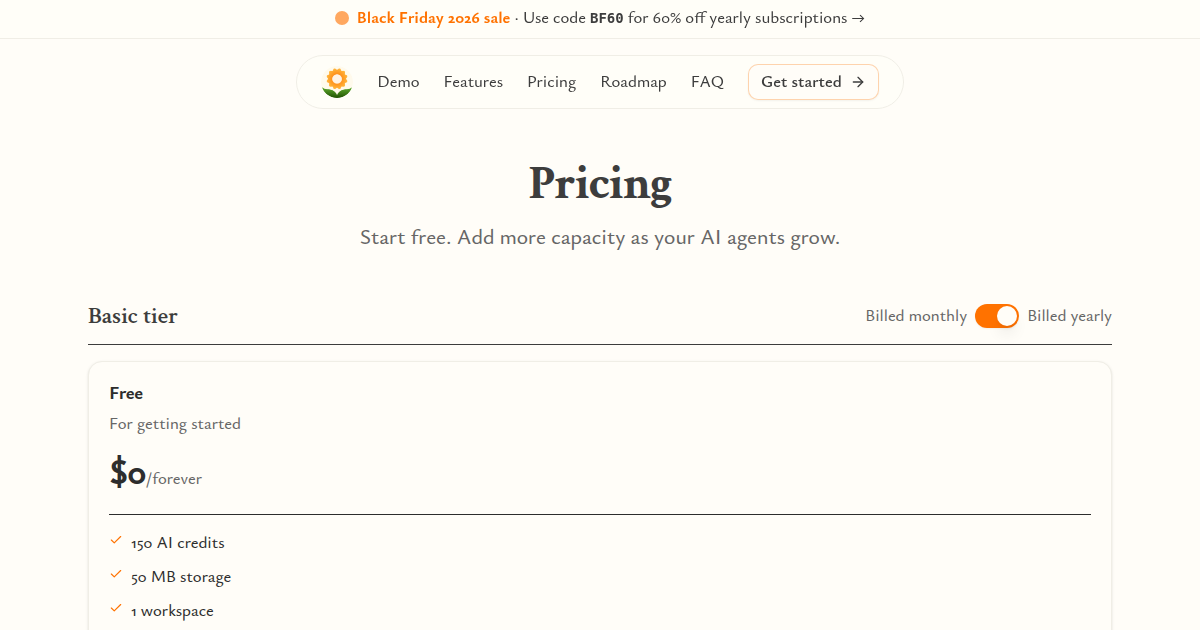 Black Friday 2026 sale · Use code BF60 for 60% off yearly subscriptions →
Demo Features Pricing Roadmap FAQ Get started →
Pricing
Start free. Add more capacity as your AI agents grow.
Basic tier
Billed monthly Billed yearly
Free
For getting started
$0/forever
150 AI credits
50 MB storage
1 workspace